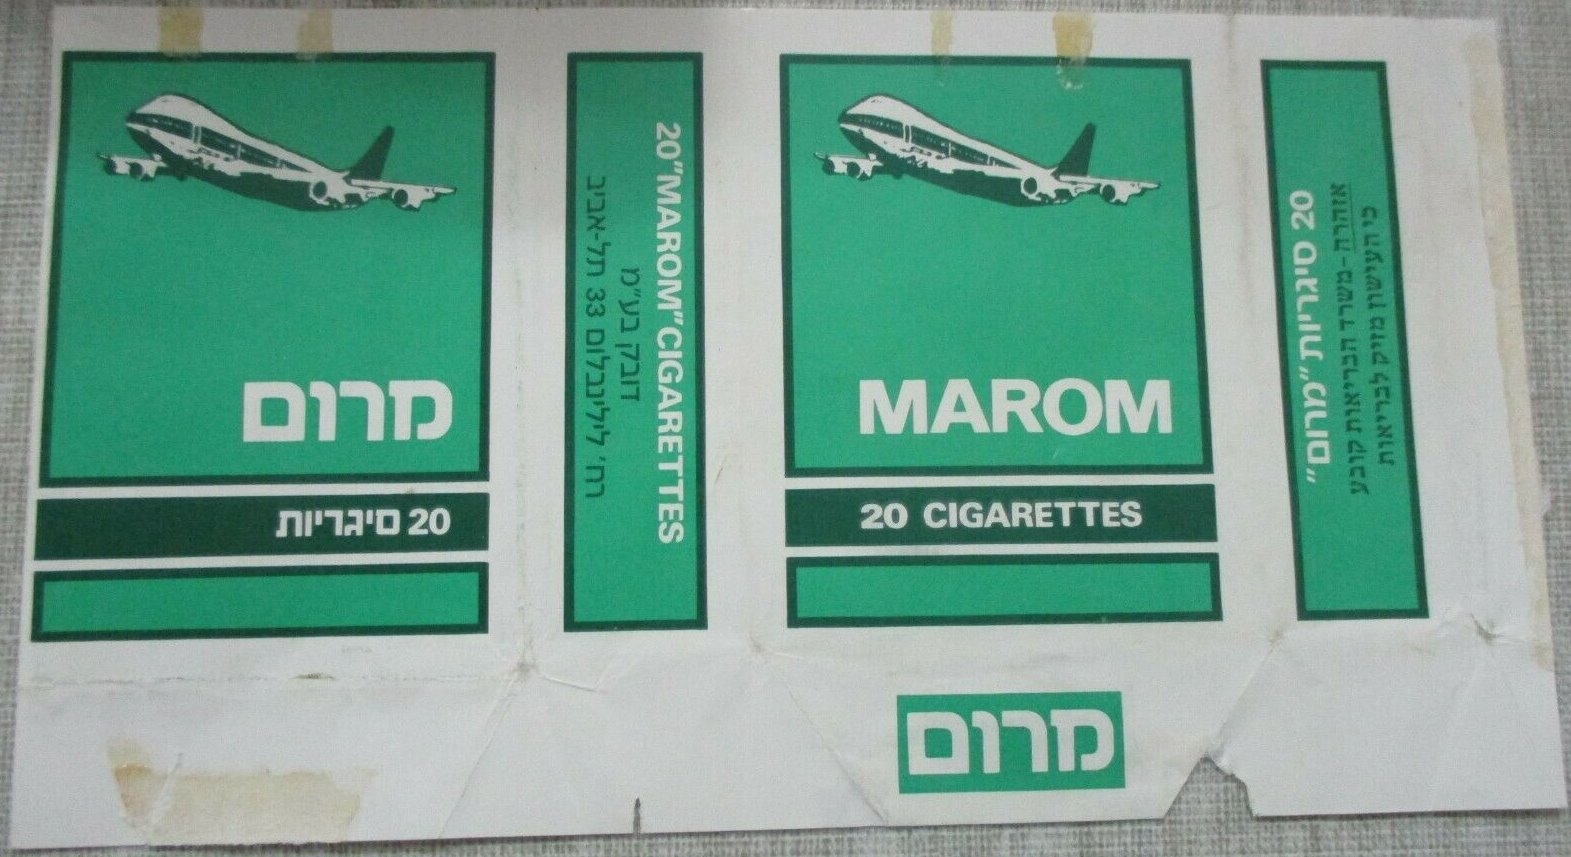 מרום
20 סיגריות
20"MAROM"CIGARETTES
דובק בע"מ
רח' לילינבלום 33 תל-אביב
MAROM
20 CIGARETTES
מרום
20 סיגריות "מרום"
אזהרה - משרד הבריאות קובע
כי העישון מזיק לבריאות